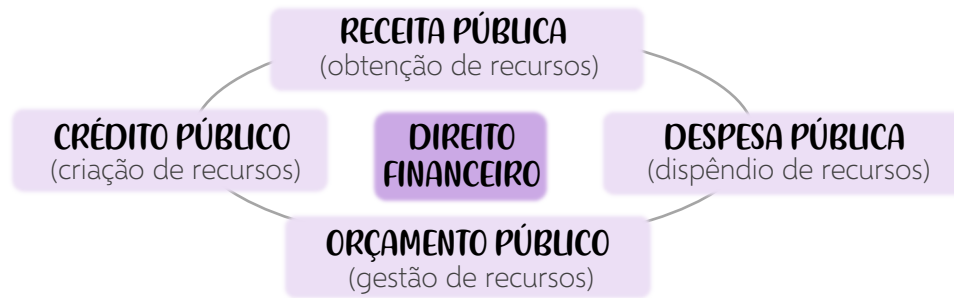 RECEITA PÚBLICA
(obtenção de recursos)
CRÉDITO PÚBLICO
(criação de recursos)
DIREITO
FINANCEIRO
DESPESA PÚBLICA
(dispêndio de recursos)
ORÇAMENTO PÚBLICO
(gestão de recursos)